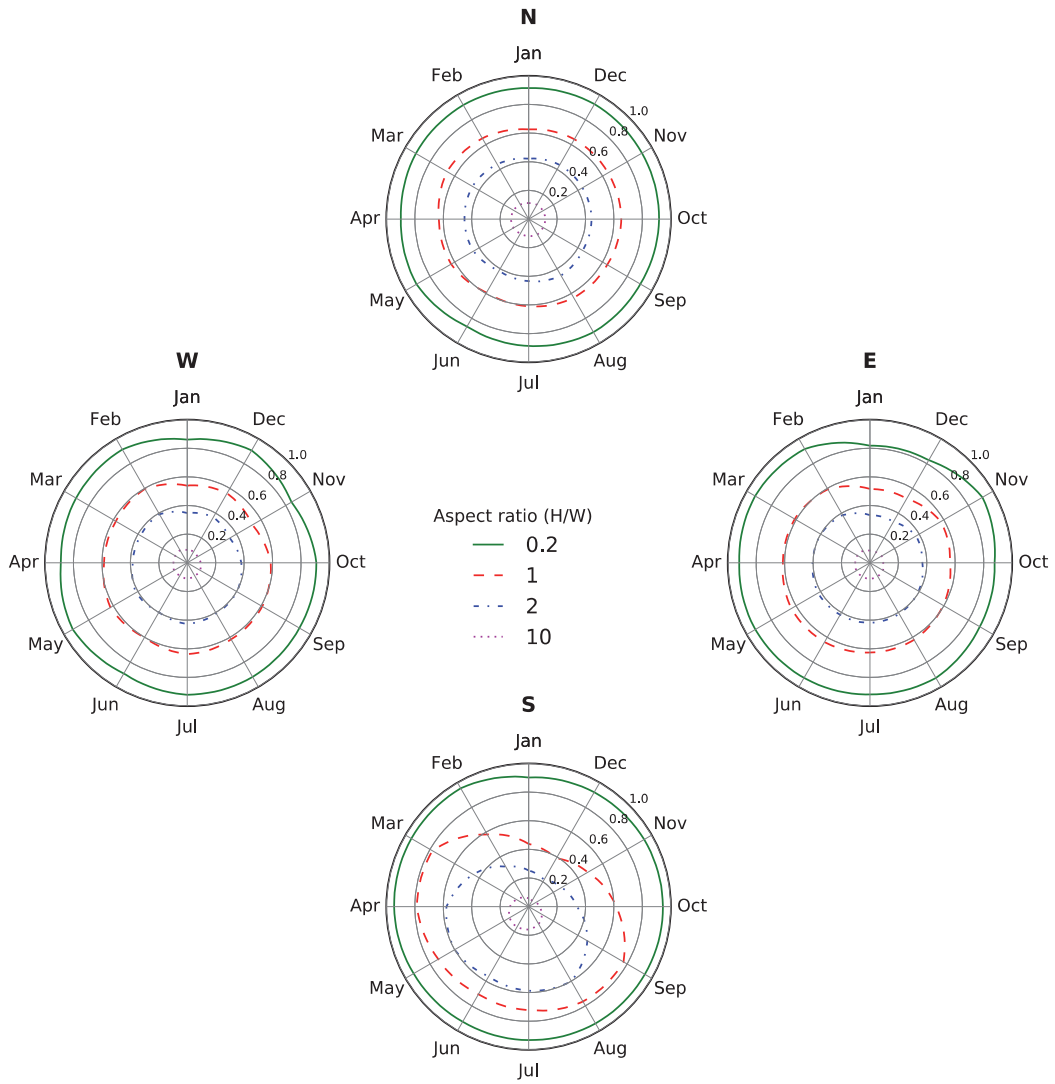 N
Jan
Feb
Dec
Mar
Nov
1.0
0.8
0.6
0.4
0.2
Apr
Oct
May
Sep
Jun
Aug
Jul
W
Jan
Feb
Dec
Mar
Nov
1.0
0.8
0.6
0.4
0.2
Apr
Oct
May
Sep
Jun
Aug
Jul
Aspect ratio (H/W)
0.2
1
2
10
E
Jan
Feb
Dec
Mar
Nov
1.0
0.8
0.6
0.4
0.2
Apr
Oct
May
Sep
Jun
Aug
Jul
S
Jan
Feb
Dec
Mar
Nov
1.0
0.8
0.6
0.4
0.2
Apr
Oct
May
Sep
Jun
Aug
Jul